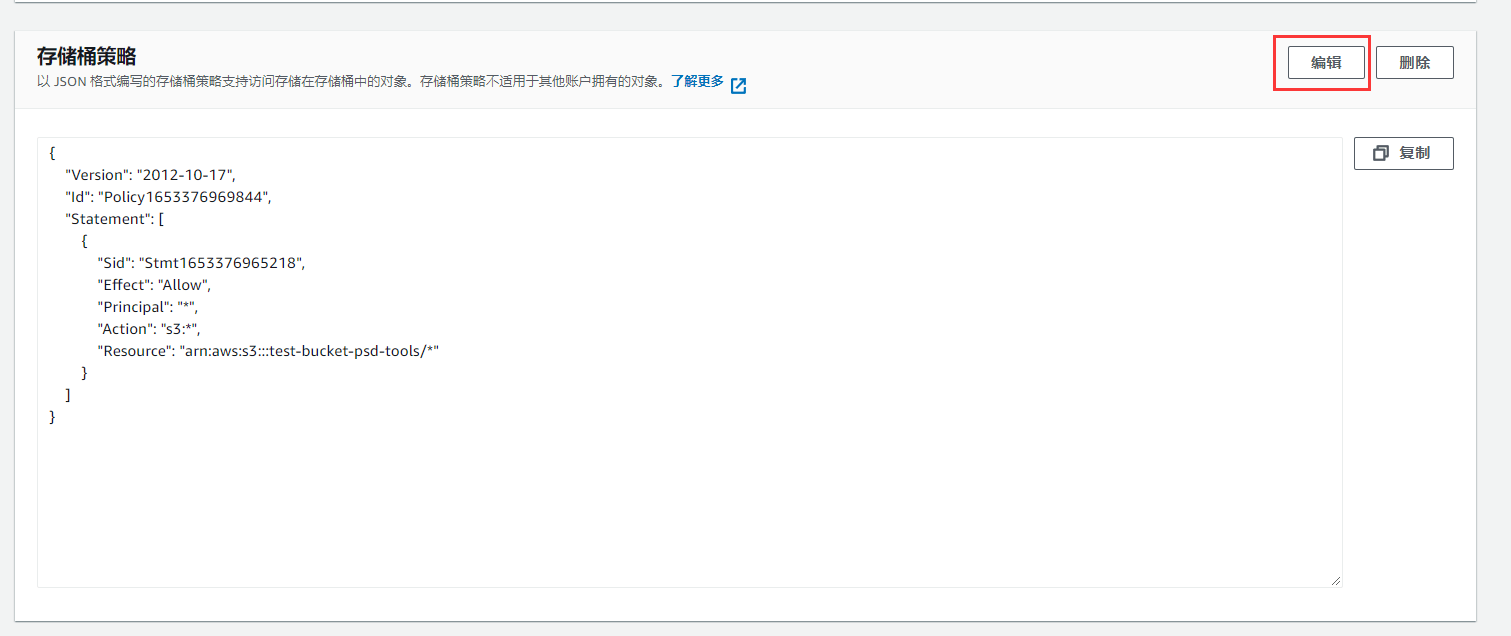 存储桶策略
编辑
删除
以 JSON 格式编写的存储桶策略支持访问存储在存储桶中的对象。存储桶策略不适用于其他账户拥有的对象。了解更多
复制
{
"Version": "2012-10-17",
"Id": "Policy1653376969844",
"Statement": [
{
"Sid": "Stmt1653376965218",
"Effect": "Allow",
"Principal": "*",
"Action": "s3:*",
"Resource": "arn:aws:s3:::test-bucket-psd-tools/*"
}
]
}